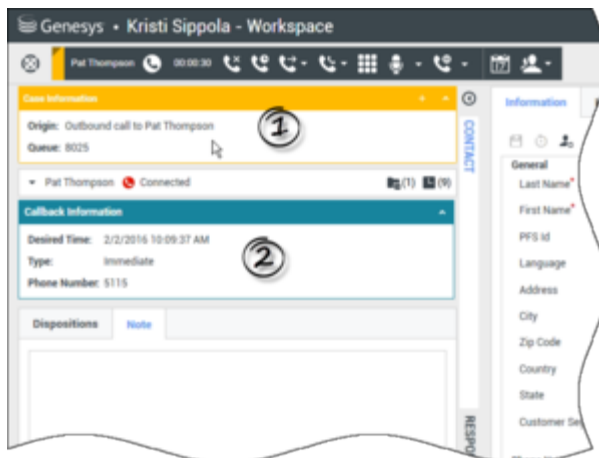 Genesys • Kristi Sippola - Workspace
Pat Thompson 00:00:30
Case Information
Origin: Outbound call to Pat Thompson
Queue: 8025
1
Pat Thompson Connected (1) (9)
Callback Information
Desired Time: 2/2/2016 10:09:37 AM
Type: Immediate
Phone Number: 5115
2
Dispositions Note
CONTACT
RESPO
Information
General
Last Name*
First Name*
PFS Id
Language
Address
City
Zip Code
Country
State
Customer Se